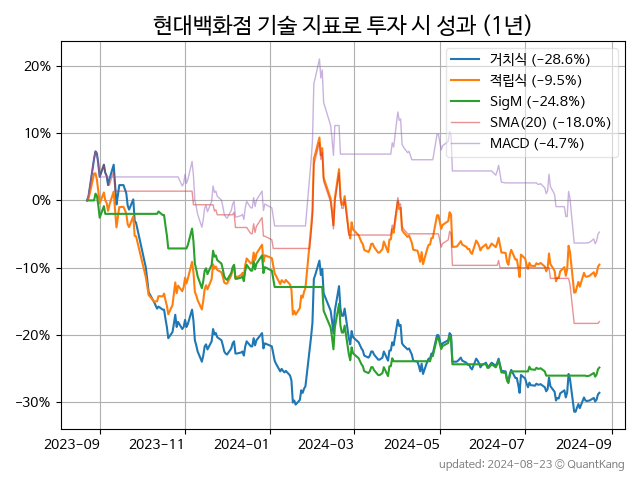 현대백화점 기술 지표로 투자 시 성과 (1년)
거치식 (−28.6%)
적립식 (−9.5%)
SigM (−24.8%)
SMA(20) (−18.0%)
MACD (−4.7%)
20%
10%
0%
−10%
−20%
−30%
2023-09 2023-11 2024-01 2024-03 2024-05 2024-07 2024-09
updated: 2024-08-23 © QuantKang